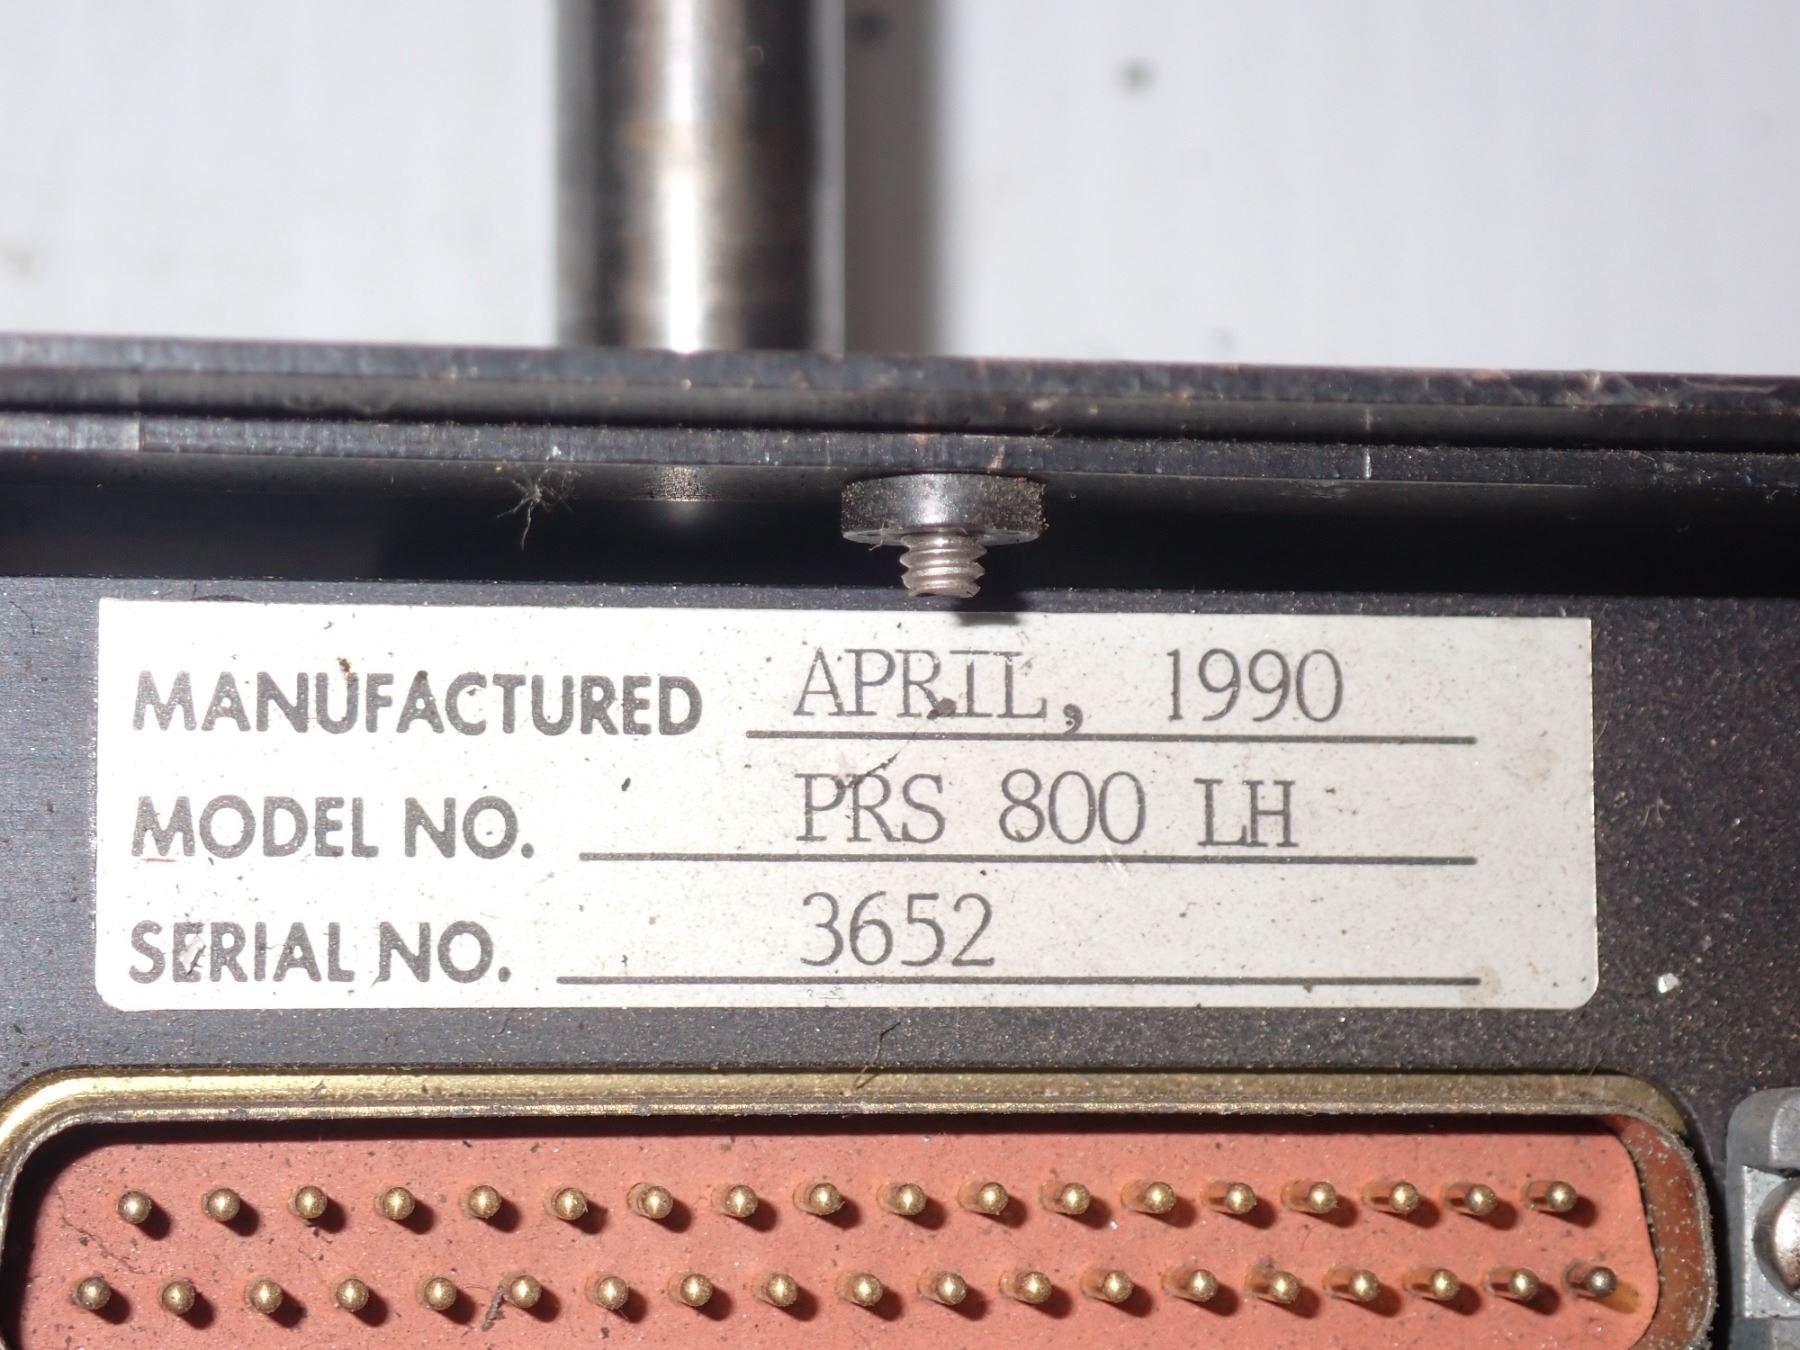 MANUFACTURED APRIL, 1990
MODEL NO. PRS 800 LH
SERIAL NO. 3652